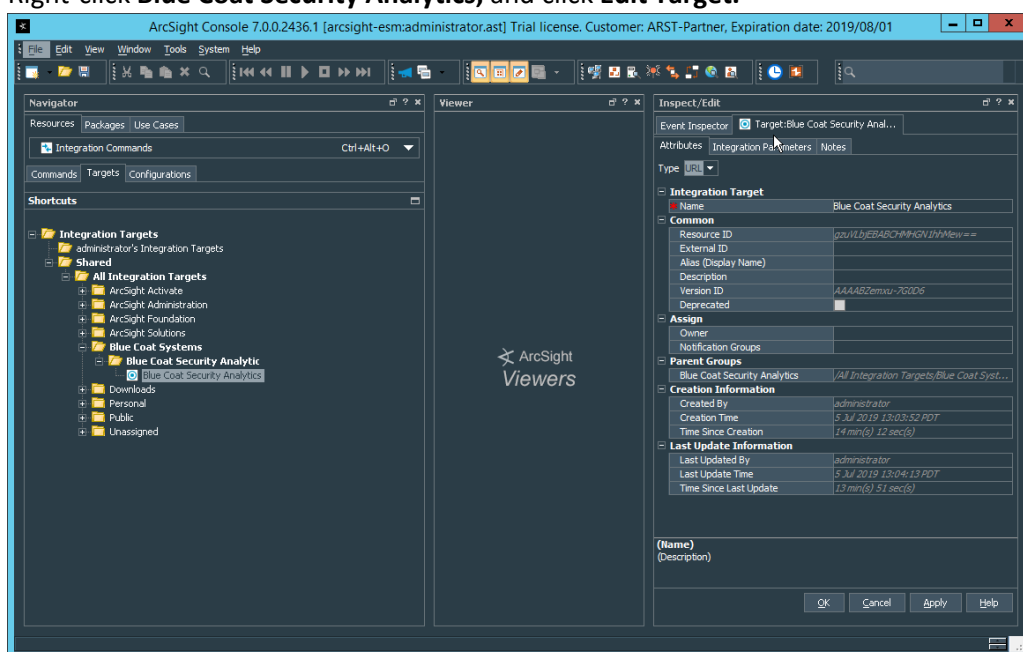 Right-click Blue Coat Security Analytics, and click Edit Target.
ArcSight Console 7.0.0.2436.1 [arcsight-esm:administrator.ast] Trial license. Customer: ARST-Partner, Expiration date: 2019/08/01
File Edit View Window Tools System Help
Navigator
Resources Packages Use Cases
Integration Commands Ctrl+Alt+O
Commands Targets Configurations
Shortcuts
Integration Targets
administrator's Integration Targets
Shared
All Integration Targets
ArcSight Activate
ArcSight Administration
ArcSight Foundation
ArcSight Solutions
Blue Coat Systems
Blue Coat Security Analytic
Blue Coat Security Analytics
Downloads
Personal
Public
Unassigned
Viewer
ArcSight
Viewers
Inspect/Edit
Event Inspector Target:Blue Coat Security Anal...
Attributes Integration Parameters Notes
Type URL
Integration Target
Name Blue Coat Security Analytics
Common
Resource ID
External ID
Alias (Display Name)
Description
Version ID
Deprecated
Assign
Owner
Notification Groups
Parent Groups
Blue Coat Security Analytics /All Integration Targets/Blue Coat Syst...
Creation Information
Created By administrator
Creation Time 5 Jul 2019 13:03:52 PDT
Time Since Creation 14 min(s) 12 sec(s)
Last Update Information
Last Updated By administrator
Last Update Time 5 Jul 2019 13:04:13 PDT
Time Since Last Update 13 min(s) 51 sec(s)
(Name)
(Description)
OK Cancel Apply Help